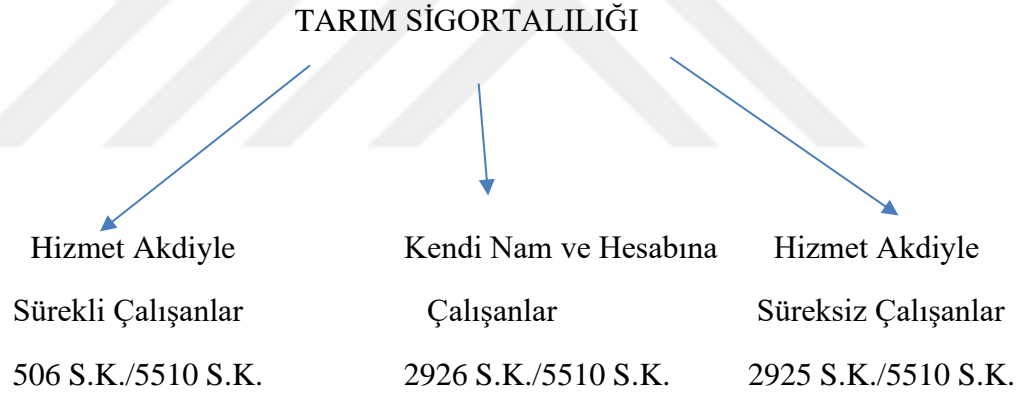 TARIM SİGORTALILIĞI
Hizmet Akdiyle
Sürekli Çalışanlar
506 S.K./5510 S.K.
Kendi Nam ve Hesabına
Çalışanlar
2926 S.K./5510 S.K.
Hizmet Akdiyle
Süreksiz Çalışanlar
2925 S.K./5510 S.K.